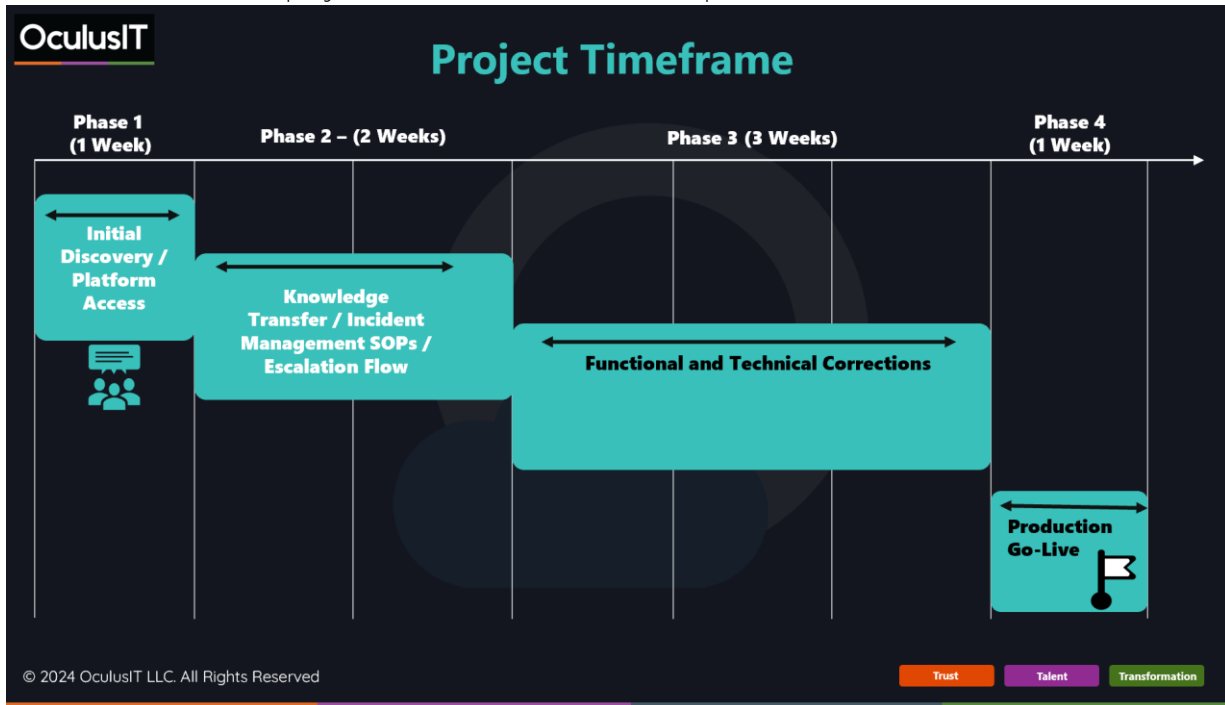 OculusIT
Project Timeframe
Phase 1
(1 Week)
Phase 2 – (2 Weeks)
Phase 3 (3 Weeks)
Phase 4
(1 Week)
Initial
Discovery /
Platform
Access
Knowledge
Transfer / Incident
Management SOPs /
Escalation Flow
Functional and Technical Corrections
Production
Go-Live
© 2024 OculusIT LLC. All Rights Reserved
Trust
Talent
Transformation